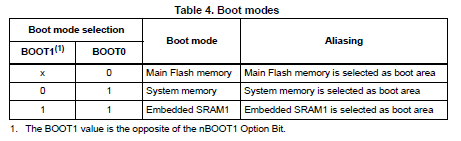 Table 4. Boot modes
Boot mode selection Boot mode Aliasing
BOOT1(1) BOOT0
x 0 Main Flash memory Main Flash memory is selected as boot area
0 1 System memory System memory is selected as boot area
1 1 Embedded SRAM1 Embedded SRAM1 is selected as boot area
1. The BOOT1 value is the opposite of the nBOOT1 Option Bit.